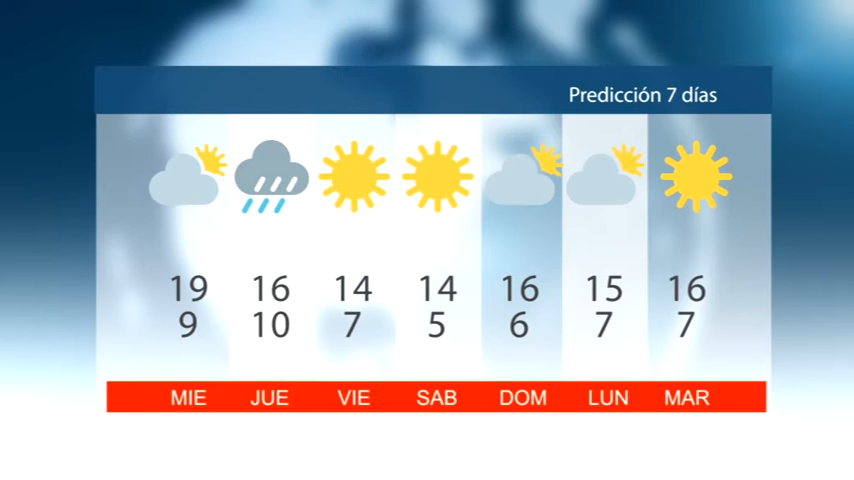 Predicción 7 días
19 16 14 14 16 15 16
9 10 7 5 6 7 7
MIE JUE VIE SAB DOM LUN MAR